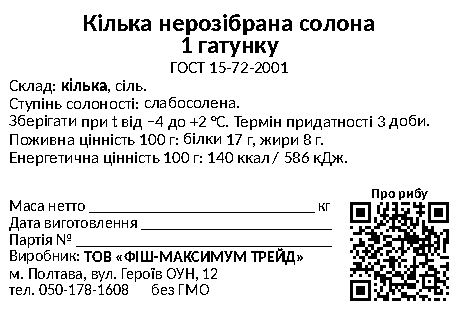 Кілька нерозібрана солона
1 гатунку
ГОСТ 15-72-2001
Склад: кілька, сіль.
Ступінь солоності: слабосолена.
Зберігати при t від −4 до +2 °C. Термін придатності 3 доби.
Поживна цінність 100 г: білки 17 г, жири 8 г.
Енергетична цінність 100 г: 140 ккал / 586 кДж.
Про рибу
Маса нетто ______ кг
Дата виготовлення ______
Партія № ______
Виробник: ТОВ «ФІШ-МАКСИМУМ ТРЕЙД»
м. Полтава, вул. Героїв ОУН, 12
тел. 050-178-1608 без ГМО